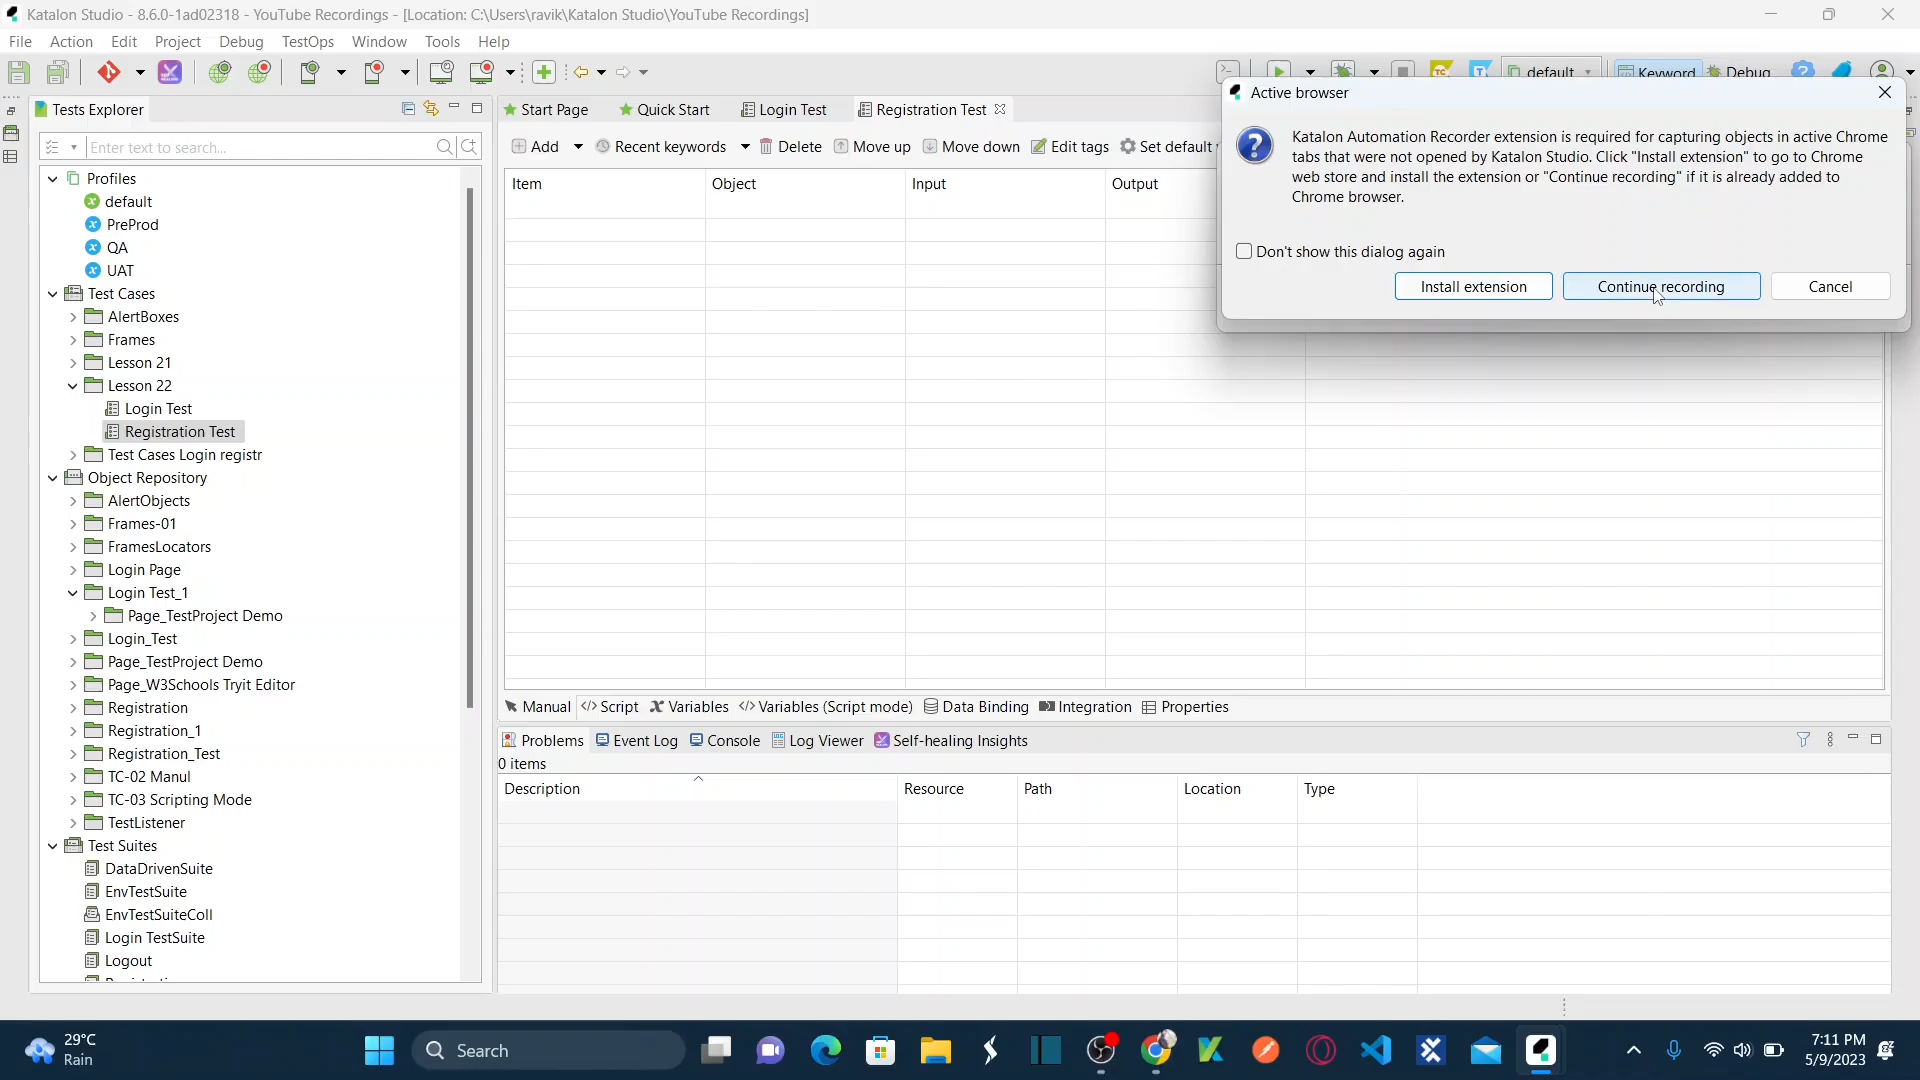 Katalon Studio - 8.6.0-1ad02318 - YouTube Recordings - [Location: C:\Users\ravik\Katalon Studio\YouTube Recordings]
File Action Edit Project Debug TestOps Window Tools Help
default Keyword Debug
Tests Explorer
Enter text to search...
Profiles
default
PreProd
QA
UAT
Test Cases
AlertBoxes
Frames
Lesson 21
Lesson 22
Login Test
Registration Test
Test Cases Login registr
Object Repository
AlertObjects
Frames-01
FramesLocators
Login Page
Login Test_1
Page_TestProject Demo
Login_Test
Page_TestProject Demo
Page_W3Schools Tryit Editor
Registration
Registration_1
Registration_Test
TC-02 Manul
TC-03 Scripting Mode
TestListener
Test Suites
DataDrivenSuite
EnvTestSuite
EnvTestSuiteColl
Login TestSuite
Logout
Start Page Quick Start Login Test Registration Test
Add Recent keywords Delete Move up Move down Edit tags Set default
Item Object Input Output
Active browser
Katalon Automation Recorder extension is required for capturing objects in active Chrome
tabs that were not opened by Katalon Studio. Click "Install extension" to go to Chrome
web store and install the extension or "Continue recording" if it is already added to
Chrome browser.
Don't show this dialog again
Install extension Continue recording Cancel
Manual </> Script Variables </> Variables (Script mode) Data Binding Integration Properties
Problems Event Log Console Log Viewer Self-healing Insights
0 items
Description Resource Path Location Type
29°C
Rain
Search
7:11 PM
5/9/2023